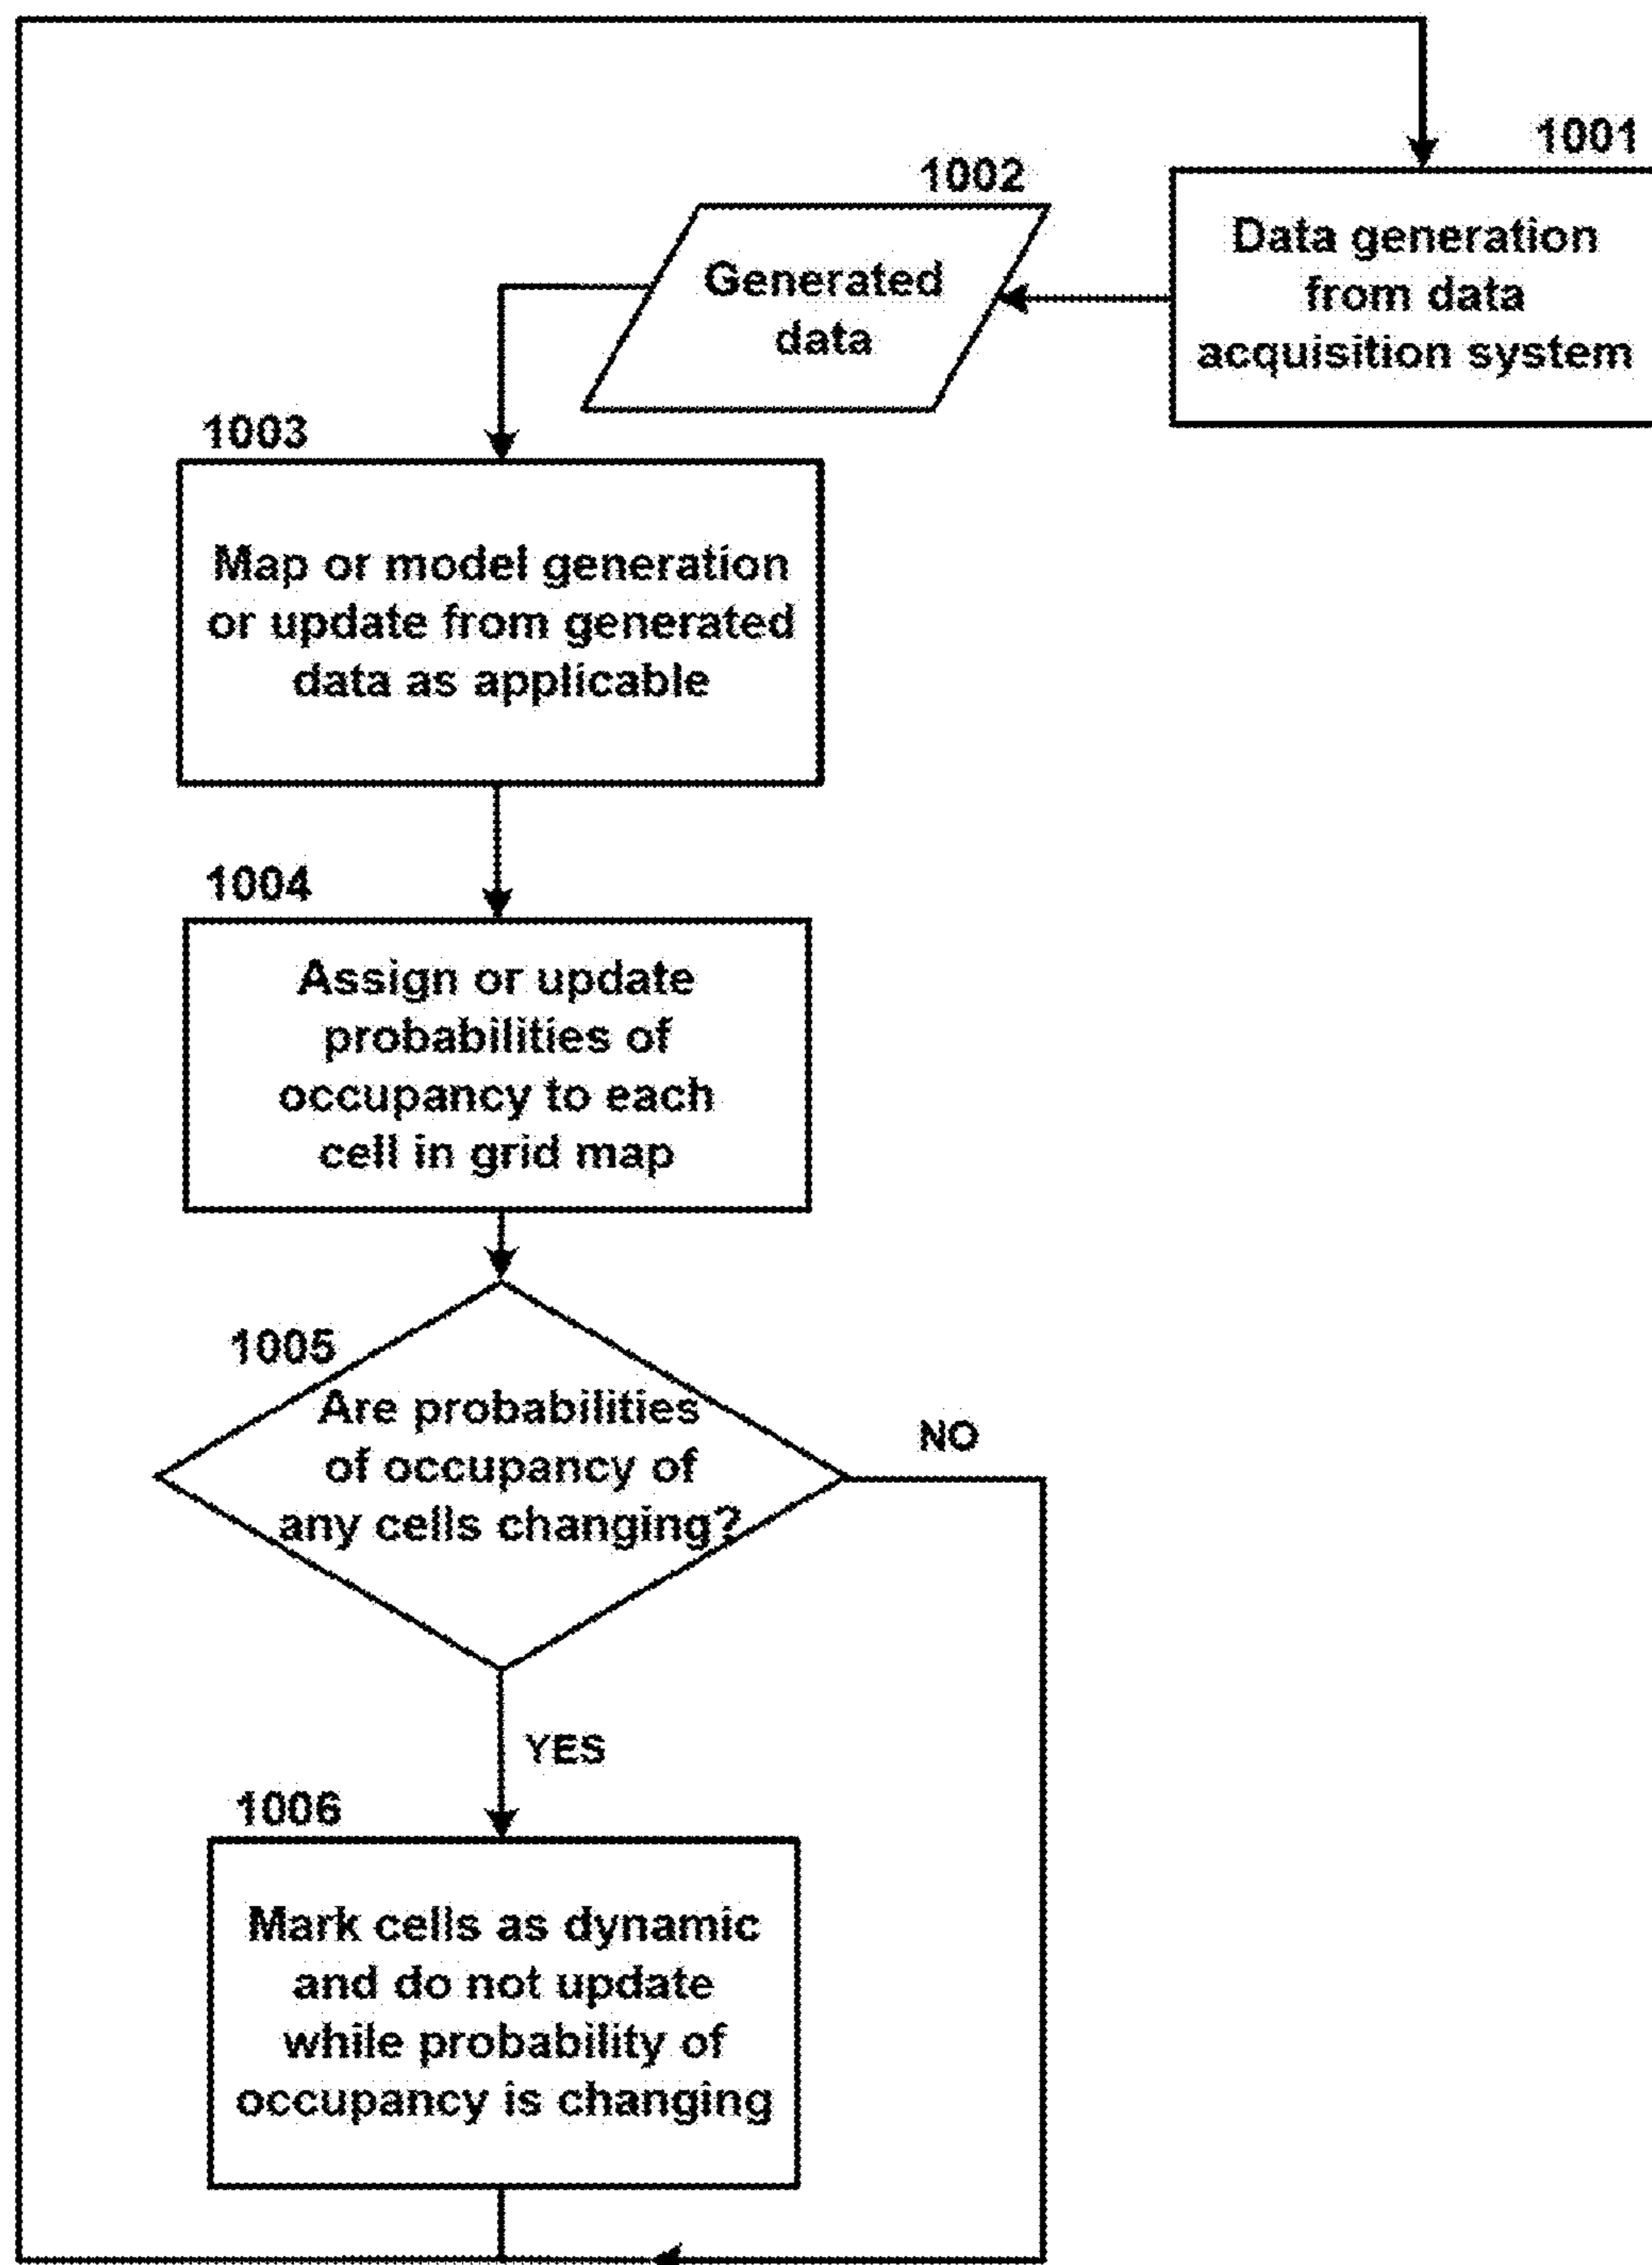 1001
Data generation
from data
acquisition system
1002
Generated
data
1003
Map or model generation
or update from generated
data as applicable
1004
Assign or update
probabilities of
occupancy to each
cell in grid map
1005
Are probabilities
of occupancy of
any cells changing?
NO
YES
1006
Mark cells as dynamic
and do not update
while probability of
occupancy is changing